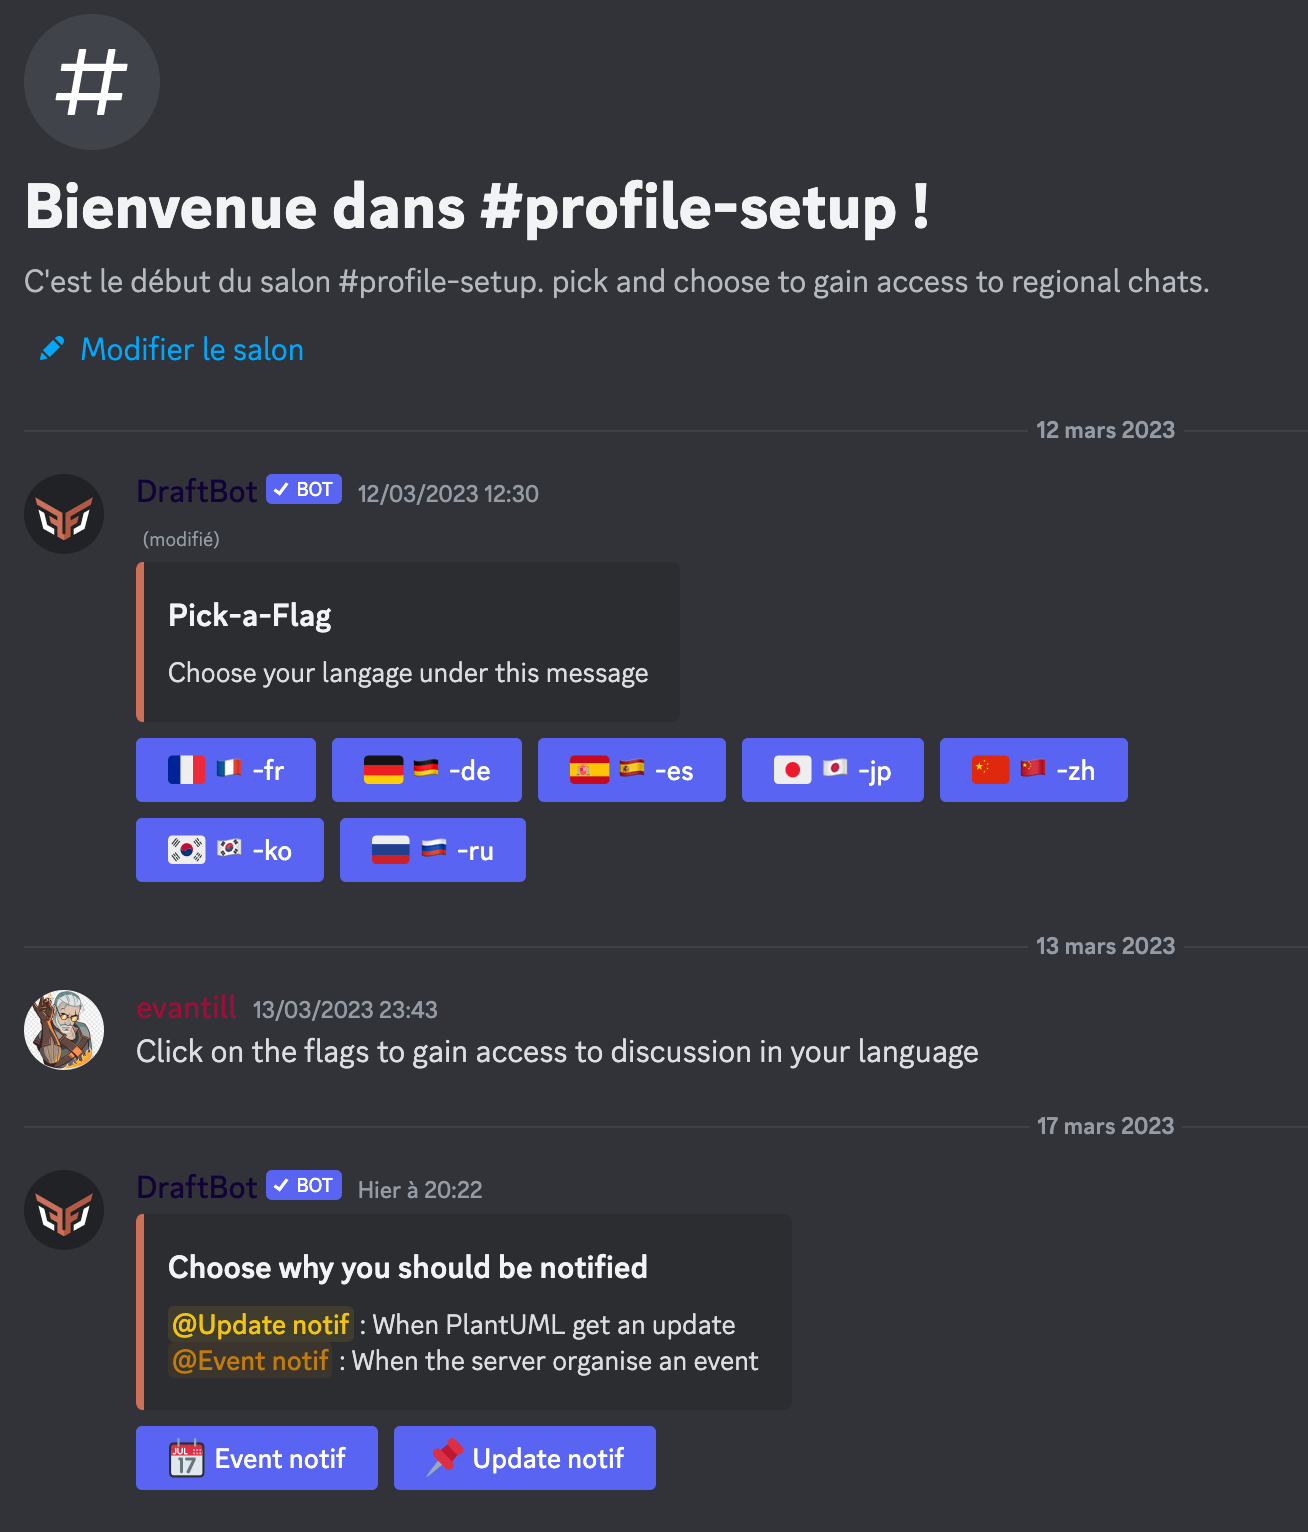 #
Bienvenue dans #profile-setup !
C'est le début du salon #profile-setup. pick and choose to gain access to regional chats.
Modifier le salon
12 mars 2023
DraftBot ✓ BOT 12/03/2023 12:30
(modifié)
Pick-a-Flag
Choose your langage under this message
🇫🇷 🇫🇷 -fr 🇩🇪 🇩🇪 -de 🇪🇸 🇪🇸 -es 🇯🇵 🇯🇵 -jp 🇨🇳 🇨🇳 -zh
🇰🇷 🇰🇷 -ko 🇷🇺 🇷🇺 -ru
13 mars 2023
evantill 13/03/2023 23:43
Click on the flags to gain access to discussion in your language
17 mars 2023
DraftBot ✓ BOT Hier à 20:22
Choose why you should be notified
@Update notif : When PlantUML get an update
@Event notif : When the server organise an event
JUL 17 Event notif 📌 Update notif